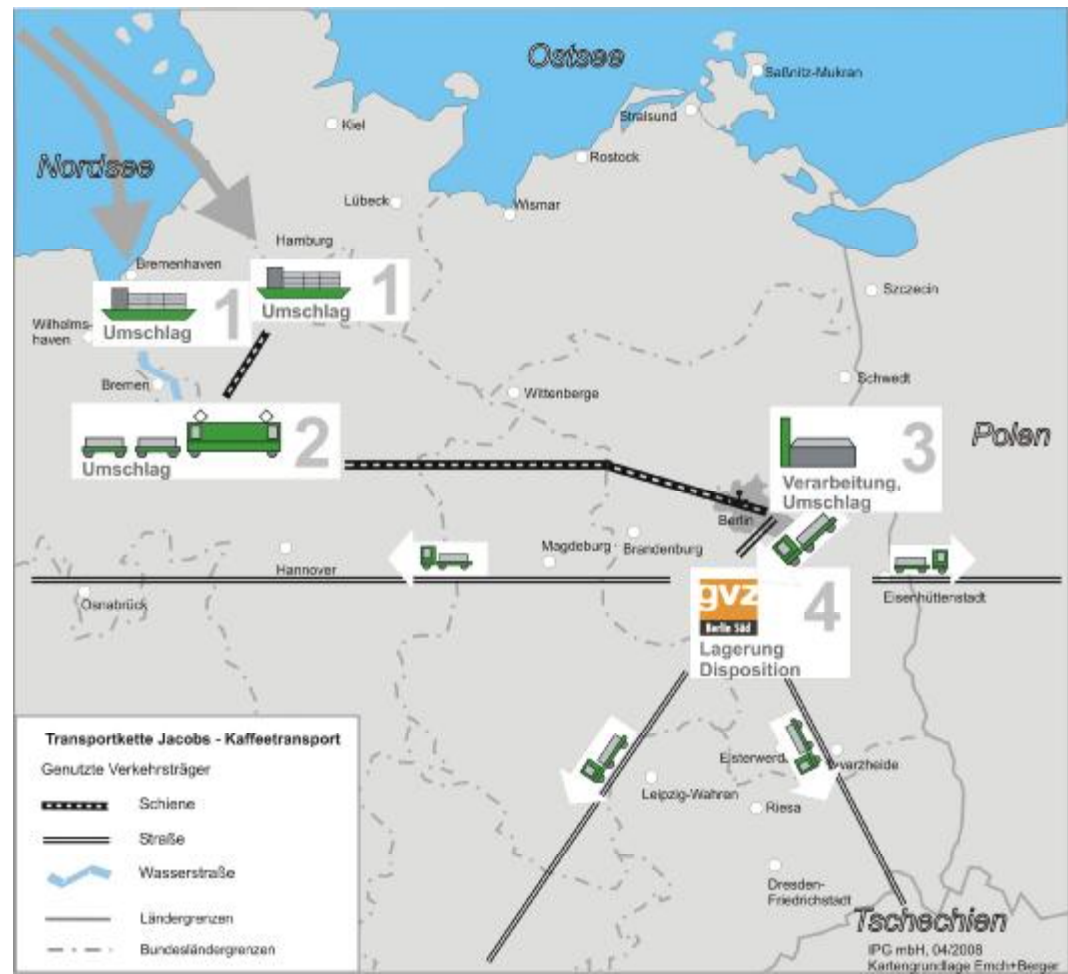 Ostsee
Saßnitz-Mukran
Stralsund
Kiel
Rostock
Nordsee
Lübeck
Wismar
Hamburg
Bremenhaven
1
Umschlag
1
Umschlag
Szczecin
Wilhelms-
haven
Bremen
Schwedt
Wittenberge
2
Umschlag
3
Verarbeitung,
Umschlag
Polen
Berlin
Magdeburg
Brandenburg
Hannover
Osnabrück
Eisenhüttenstadt
gvz
Berlin Süd
4
Lagerung
Disposition
Elsterwerd
varzheide
Leipzig-Wahren
Riesa
Dresden-
Friedrichstadt
Tschechien
IPG mbH, 04/2008
Kartengrundlage Emch+Berger
Transportkette Jacobs - Kaffeetransport
Genutzte Verkehrsträger
Schiene
Straße
Wasserstraße
Ländergrenzen
Bundesländergrenzen